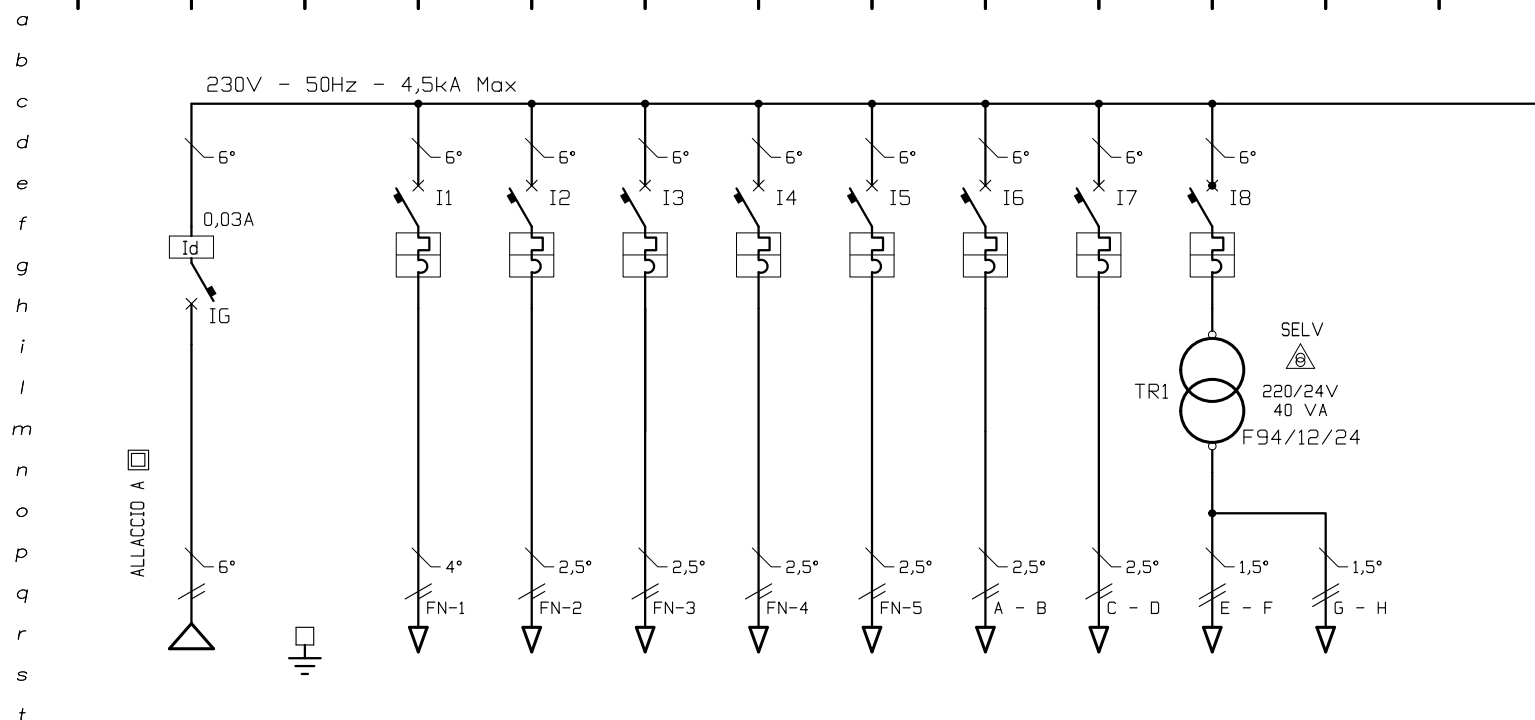 a
b
230V - 50Hz - 4,5kA Max
c
d
6° 6° 6° 6° 6° 6° 6° 6° 6°
e
I1 I2 I3 I4 I5 I6 I7 I8
0,03A
f
Id
g
h
IG
SELV
i
l
TR1
220/24V
40 VA
m
F94/12/24
n
ALLACCIO A
o
p
6° 4° 2,5° 2,5° 2,5° 2,5° 2,5° 2,5° 1,5° 1,5°
q
FN-1 FN-2 FN-3 FN-4 FN-5 A - B C - D E - F G - H
r
s
t